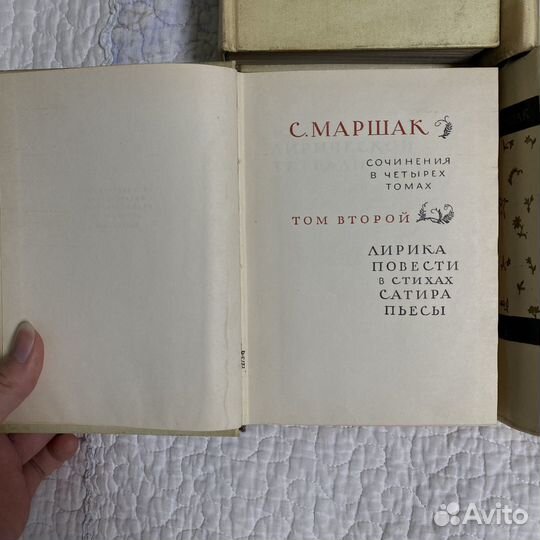 С. МАРШАК
СОЧИНЕНИЯ
В ЧЕТЫРЕХ
ТОМАХ
ТОМ ВТОРОЙ
ЛИРИКА
ПОВЕСТИ
В СТИХАХ
САТИРА
ПЬЕСЫ
Avito